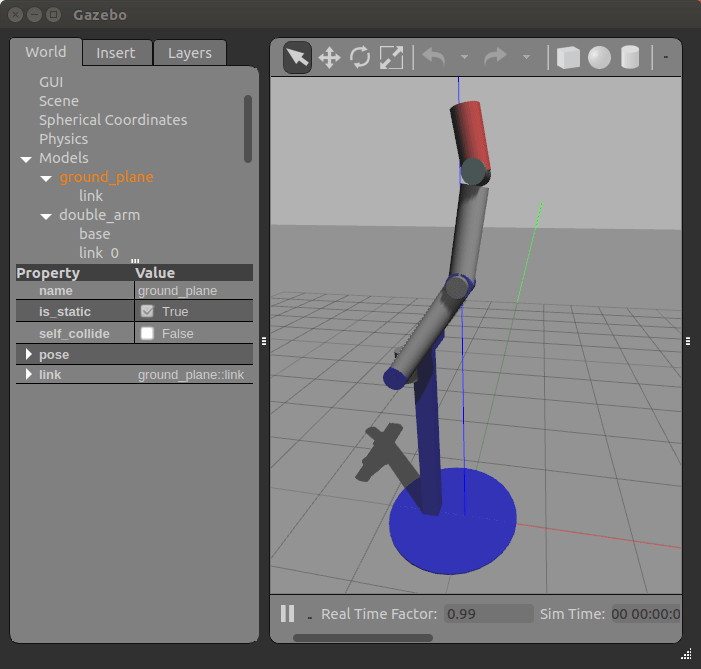 Gazebo
World Insert Layers
GUI
Scene
Spherical Coordinates
Physics
Models
ground_plane
link
double_arm
base
link_0
Property Value
name ground_plane
is_static True
self_collide False
pose
link ground_plane::link
Real Time Factor: 0.99 Sim Time: 00 00:00:0